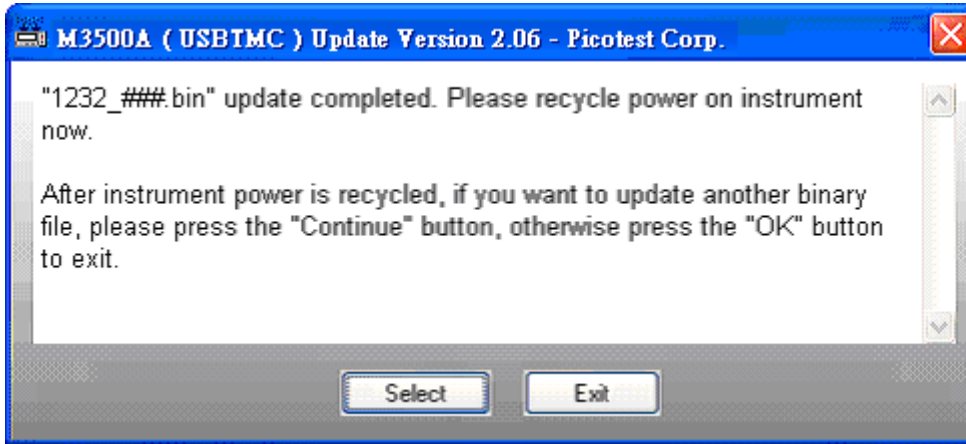 M3500A ( USBTMC ) Update Version 2.06 - Picotest Corp.
"1232_###.bin" update completed. Please recycle power on instrument
now.
After instrument power is recycled, if you want to update another binary
file, please press the "Continue" button, otherwise press the "OK" button
to exit.
Select
Exit